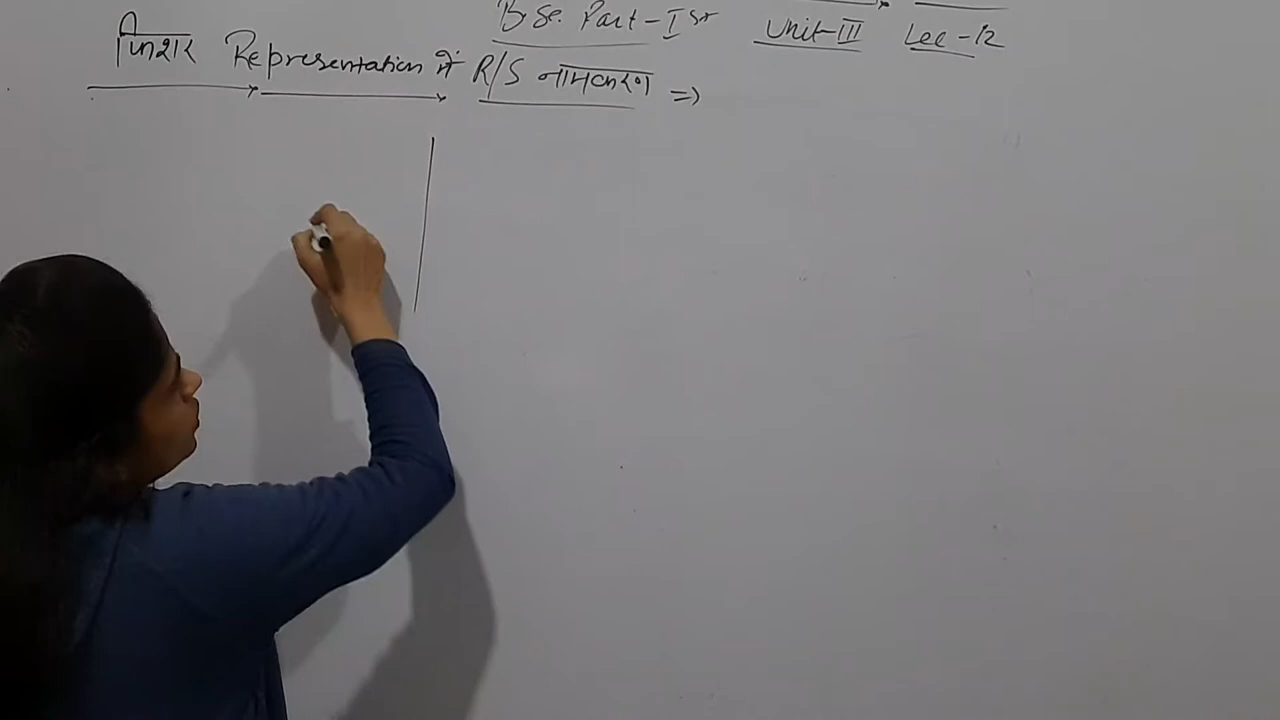 B.Sc. Part-Ist Unit-III Lec-12
फिशर Representation में R/S नामकरण =>